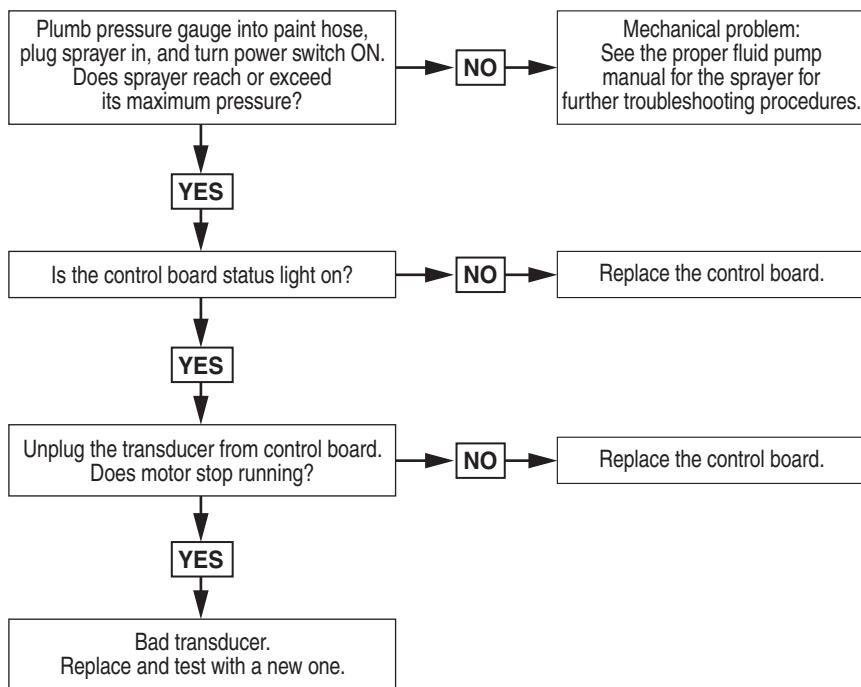 Plumb pressure gauge into paint hose,
plug sprayer in, and turn power switch ON.
Does sprayer reach or exceed
its maximum pressure?
NO
Mechanical problem:
See the proper fluid pump
manual for the sprayer for
further troubleshooting procedures.
YES
Is the control board status light on?
NO
Replace the control board.
YES
Unplug the transducer from control board.
Does motor stop running?
NO
Replace the control board.
YES
Bad transducer.
Replace and test with a new one.